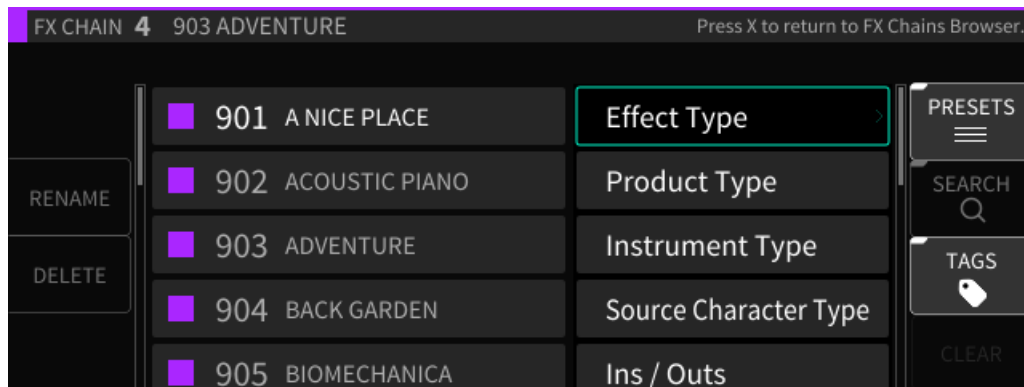 FX CHAIN 4 903 ADVENTURE
Press X to return to FX Chains Browser.
RENAME
DELETE
901 A NICE PLACE
902 ACOUSTIC PIANO
903 ADVENTURE
904 BACK GARDEN
905 BIOMECHANICA
Effect Type
Product Type
Instrument Type
Source Character Type
Ins / Outs
PRESETS
SEARCH
TAGS
CLEAR